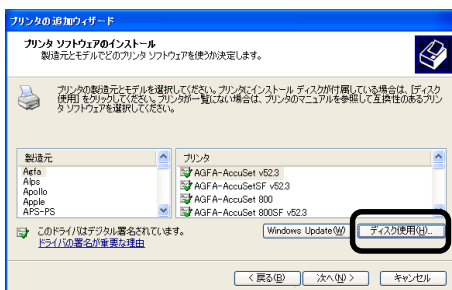 プリンタの追加ウィザード
プリンタ ソフトウェアのインストール
製造元とモデルでどのプリンタ ソフトウェアを使うか決定します。
プリンタの製造元とモデルを選択してください。プリンタにインストール ディスクが付属している場合は、[ディスク
使用] をクリックしてください。プリンタが一覧にない場合は、プリンタのマニュアルを参照して互換性のあるプリン
タ ソフトウェアを選択してください。
製造元
Agfa
Alps
Apollo
Apple
APS-PS
プリンタ
AGFA-AccuSet v52.3
AGFA-AccuSetSF v52.3
AGFA-AccuSet 800
AGFA-AccuSet 800SF v52.3
このドライバはデジタル署名されています。
ドライバの署名が重要な理由
Windows Update(W)
ディスク使用(H)...
< 戻る(B)
次へ(N) >
キャンセル